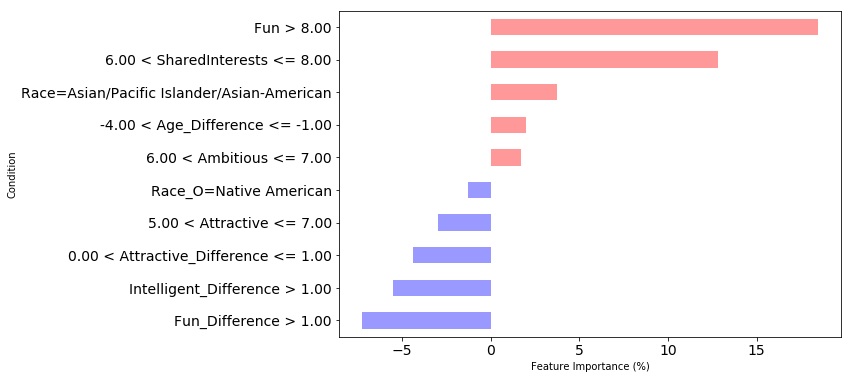 Fun > 8.00
6.00 < SharedInterests <= 8.00
Race=Asian/Pacific Islander/Asian-American
-4.00 < Age_Difference <= -1.00
6.00 < Ambitious <= 7.00
Condition
Race_O=Native American
5.00 < Attractive <= 7.00
0.00 < Attractive_Difference <= 1.00
Intelligent_Difference > 1.00
Fun_Difference > 1.00
−5 0 5 10 15
Feature Importance (%)